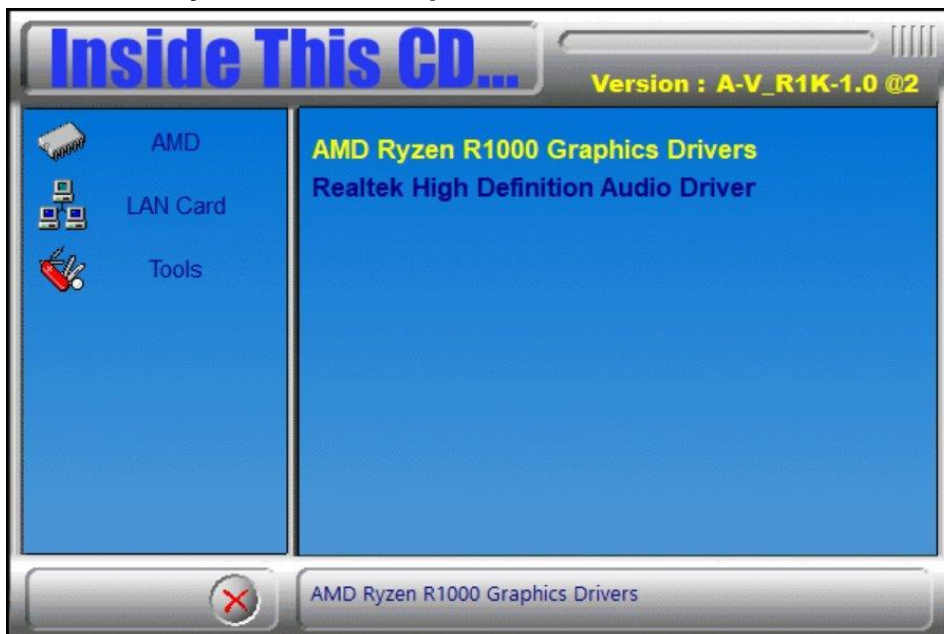 Inside This CD...
Version : A-V_R1K-1.0 @2
AMD
LAN Card
Tools
AMD Ryzen R1000 Graphics Drivers
Realtek High Definition Audio Driver
AMD Ryzen R1000 Graphics Drivers